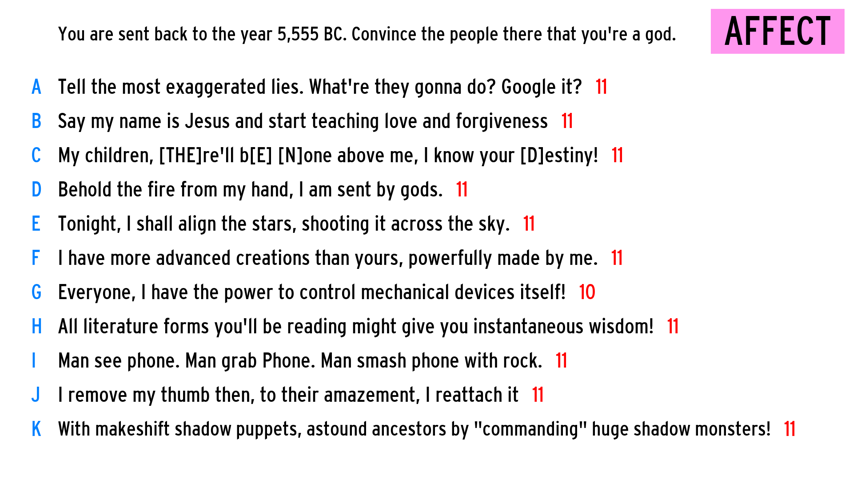 You are sent back to the year 5,555 BC. Convince the people there that you're a god.
AFFECT
A Tell the most exaggerated lies. What're they gonna do? Google it? 11
B Say my name is Jesus and start teaching love and forgiveness 11
C My children, [THE]re'll b[E] [N]one above me, I know your [D]estiny! 11
D Behold the fire from my hand, I am sent by gods. 11
E Tonight, I shall align the stars, shooting it across the sky. 11
F I have more advanced creations than yours, powerfully made by me. 11
G Everyone, I have the power to control mechanical devices itself! 10
H All literature forms you'll be reading might give you instantaneous wisdom! 11
I Man see phone. Man grab Phone. Man smash phone with rock. 11
J I remove my thumb then, to their amazement, I reattach it 11
K With makeshift shadow puppets, astound ancestors by "commanding" huge shadow monsters! 11